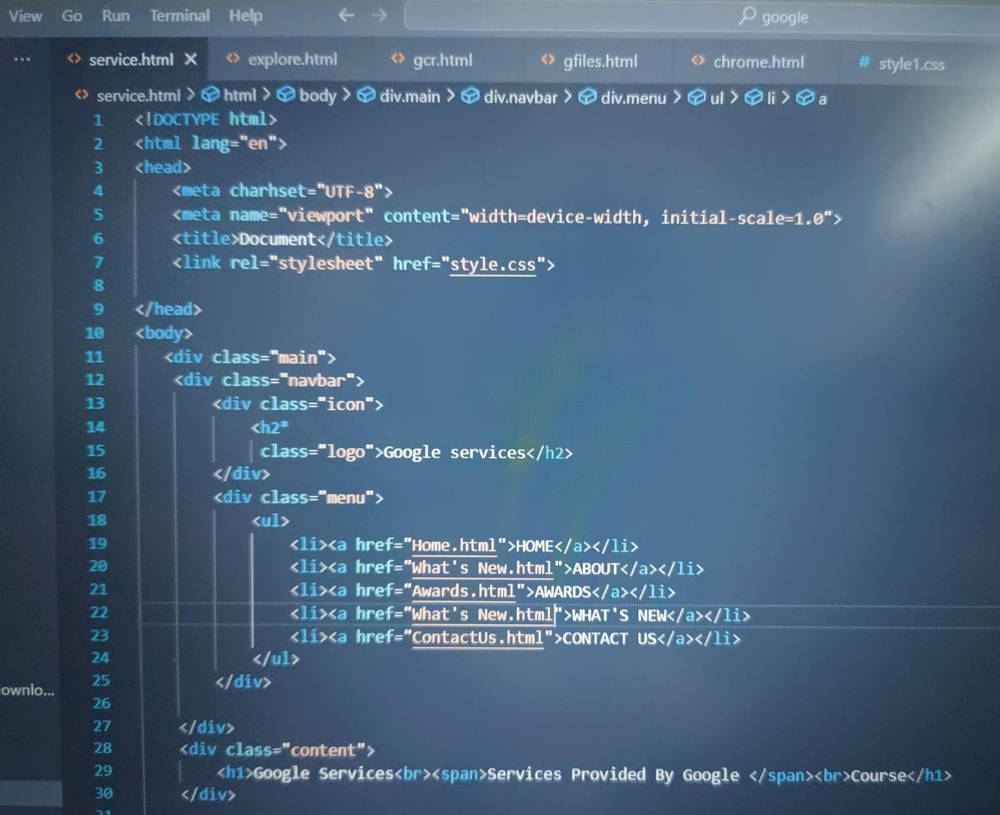 View Go Run Terminal Help google
... service.html explore.html gcr.html gfiles.html chrome.html # style1.css
service.html > html > body > div.main > div.navbar > div.menu > ul > li > a
1 <!DOCTYPE html>
2 <html lang="en">
3 <head>
4 <meta charhset="UTF-8">
5 <meta name="viewport" content="width=device-width, initial-scale=1.0">
6 <title>Document</title>
7 <link rel="stylesheet" href="style.css">
8
9 </head>
10 <body>
11 <div class="main">
12 <div class="navbar">
13 <div class="icon">
14 <h2*
15 class="logo">Google services</h2>
16 </div>
17 <div class="menu">
18 <ul>
19 <li><a href="Home.html">HOME</a></li>
20 <li><a href="What's New.html">ABOUT</a></li>
21 <li><a href="Awards.html">AWARDS</a></li>
22 <li><a href="What's New.html">WHAT'S NEW</a></li>
23 <li><a href="ContactUs.html">CONTACT US</a></li>
24 </ul>
25 </div>
ownlo...
26
27 </div>
28 <div class="content">
29 <h1>Google Services<br><span>Services Provided By Google </span><br>Course</h1>
30 </div>
31